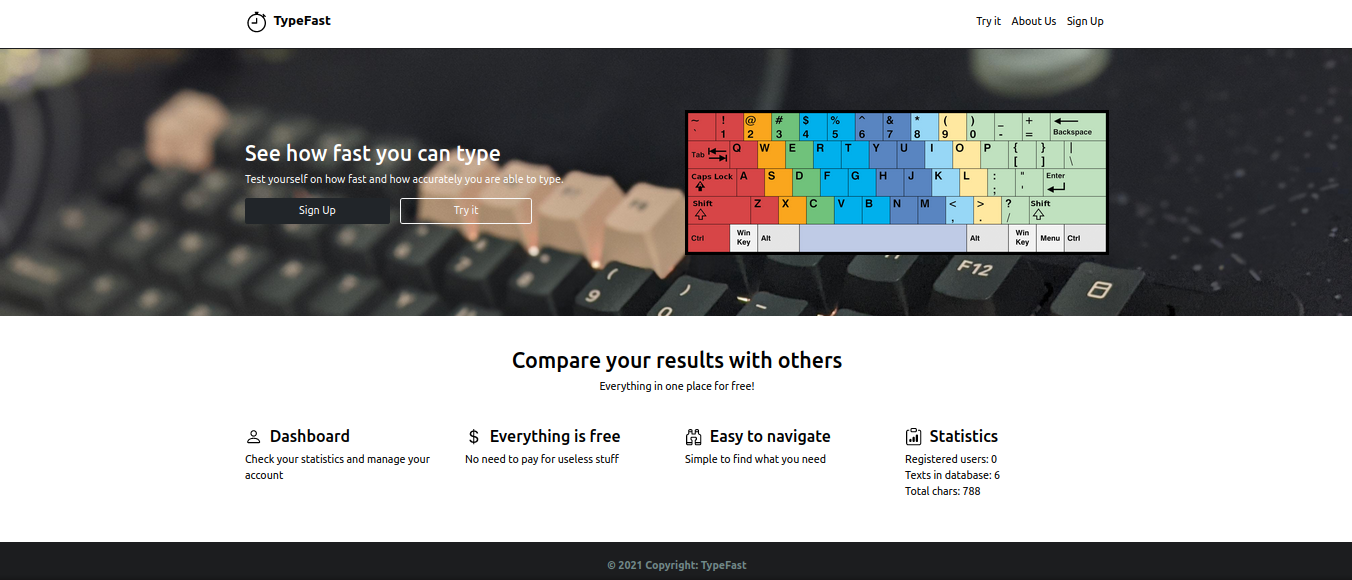 TypeFast
Try it About Us Sign Up
See how fast you can type
Test yourself on how fast and how accurately you are able to type.
Sign Up Try it
~ ! @ # $ % ^ & * ( ) _ +
` 1 2 3 4 5 6 7 8 9 0 - = Backspace
Tab Q W E R T Y U I O P { } |
[ ] \
Caps Lock A S D F G H J K L : " Enter
; '
Shift Z X C V B N M < > ? Shift
, . /
Ctrl Win Key Alt Alt Win Key Menu Ctrl
7
( 9
) 0
F12
Compare your results with others
Everything in one place for free!
Dashboard
Check your statistics and manage your
account
$ Everything is free
No need to pay for useless stuff
Easy to navigate
Simple to find what you need
Statistics
Registered users: 0
Texts in database: 6
Total chars: 788
© 2021 Copyright: TypeFast